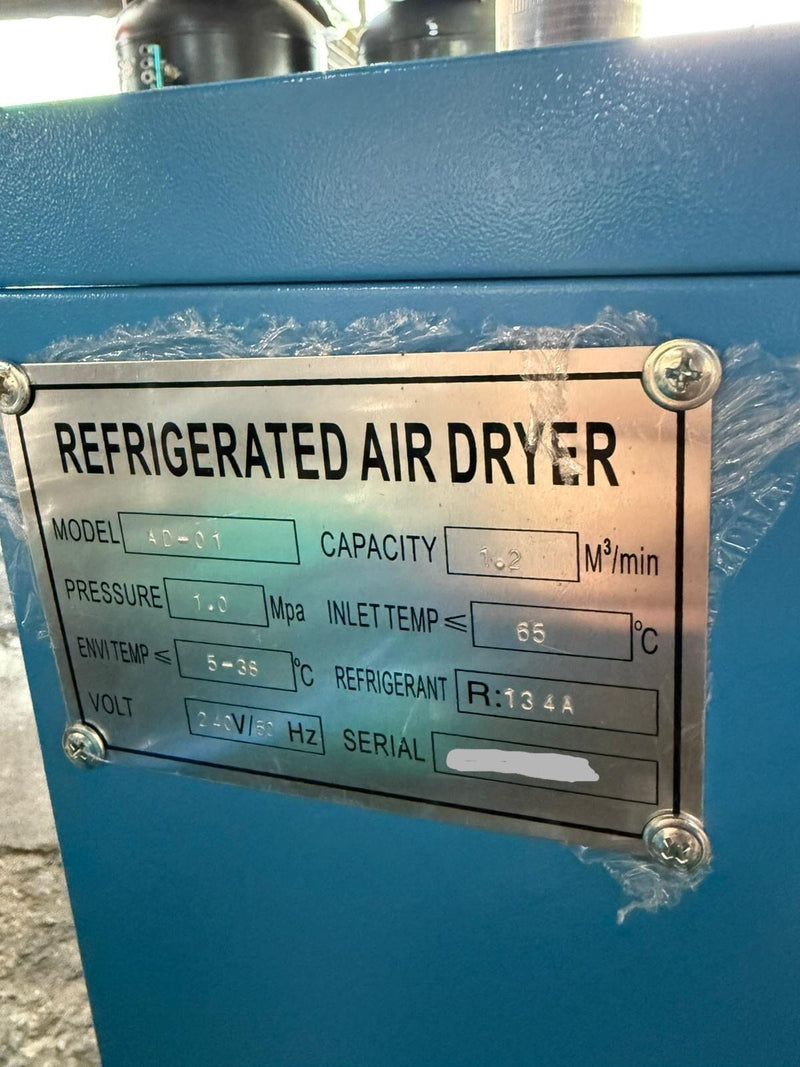 REFRIGERATED AIR DRYER
MODEL AD-01 CAPACITY 1.2 M³/min
PRESSURE 1.0 Mpa INLET TEMP ≤ 65 °C
ENVI TEMP ≤ 5-38 °C REFRIGERANT R:134A
VOLT 240V/50 Hz SERIAL